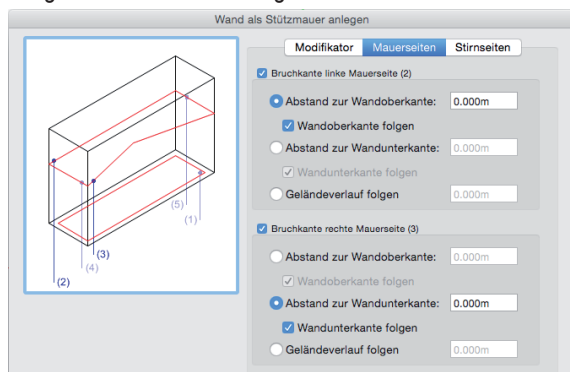 Wand als Stützmauer anlegen
Modifikator Mauerseiten Stirnseiten
Bruchkante linke Mauerseite (2)
Abstand zur Wandoberkante: 0.000m
Wandoberkante folgen
Abstand zur Wandunterkante: 0.000m
Wandunterkante folgen
Geländeverlauf folgen 0.000m
Bruchkante rechte Mauerseite (3)
Abstand zur Wandoberkante: 0.000m
Wandoberkante folgen
Abstand zur Wandunterkante: 0.000m
Wandunterkante folgen
Geländeverlauf folgen 0.000m
(5)
(1)
(3)
(4)
(2)